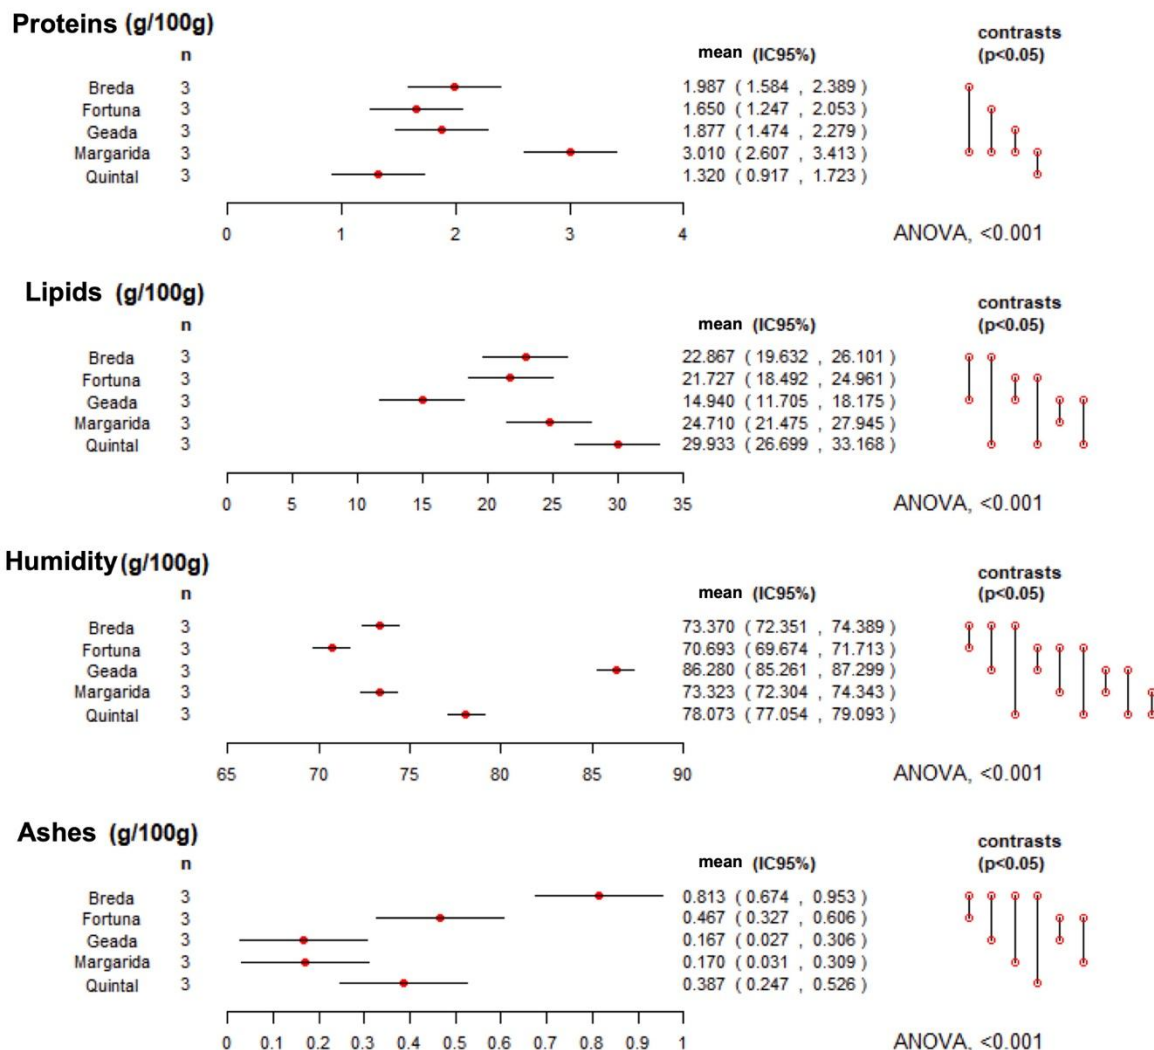 Proteins (g/100g)
contrasts
n mean (IC95%) (p<0.05)
Breda 3 1.987 ( 1.584 , 2.389 )
Fortuna 3 1.650 ( 1.247 , 2.053 )
Geada 3 1.877 ( 1.474 , 2.279 )
Margarida 3 3.010 ( 2.607 , 3.413 )
Quintal 3 1.320 ( 0.917 , 1.723 )
0 1 2 3 4
ANOVA, <0.001
Lipids (g/100g)
contrasts
n mean (IC95%) (p<0.05)
Breda 3 22.867 ( 19.632 , 26.101 )
Fortuna 3 21.727 ( 18.492 , 24.961 )
Geada 3 14.940 ( 11.705 , 18.175 )
Margarida 3 24.710 ( 21.475 , 27.945 )
Quintal 3 29.933 ( 26.699 , 33.168 )
0 5 10 15 20 25 30 35
ANOVA, <0.001
Humidity (g/100g)
contrasts
n mean (IC95%) (p<0.05)
Breda 3 73.370 ( 72.351 , 74.389 )
Fortuna 3 70.693 ( 69.674 , 71.713 )
Geada 3 86.280 ( 85.261 , 87.299 )
Margarida 3 73.323 ( 72.304 , 74.343 )
Quintal 3 78.073 ( 77.054 , 79.093 )
65 70 75 80 85 90
ANOVA, <0.001
Ashes (g/100g)
contrasts
n mean (IC95%) (p<0.05)
Breda 3 0.813 ( 0.674 , 0.953 )
Fortuna 3 0.467 ( 0.327 , 0.606 )
Geada 3 0.167 ( 0.027 , 0.306 )
Margarida 3 0.170 ( 0.031 , 0.309 )
Quintal 3 0.387 ( 0.247 , 0.526 )
0 0.1 0.2 0.3 0.4 0.5 0.6 0.7 0.8 0.9 1
ANOVA, <0.001